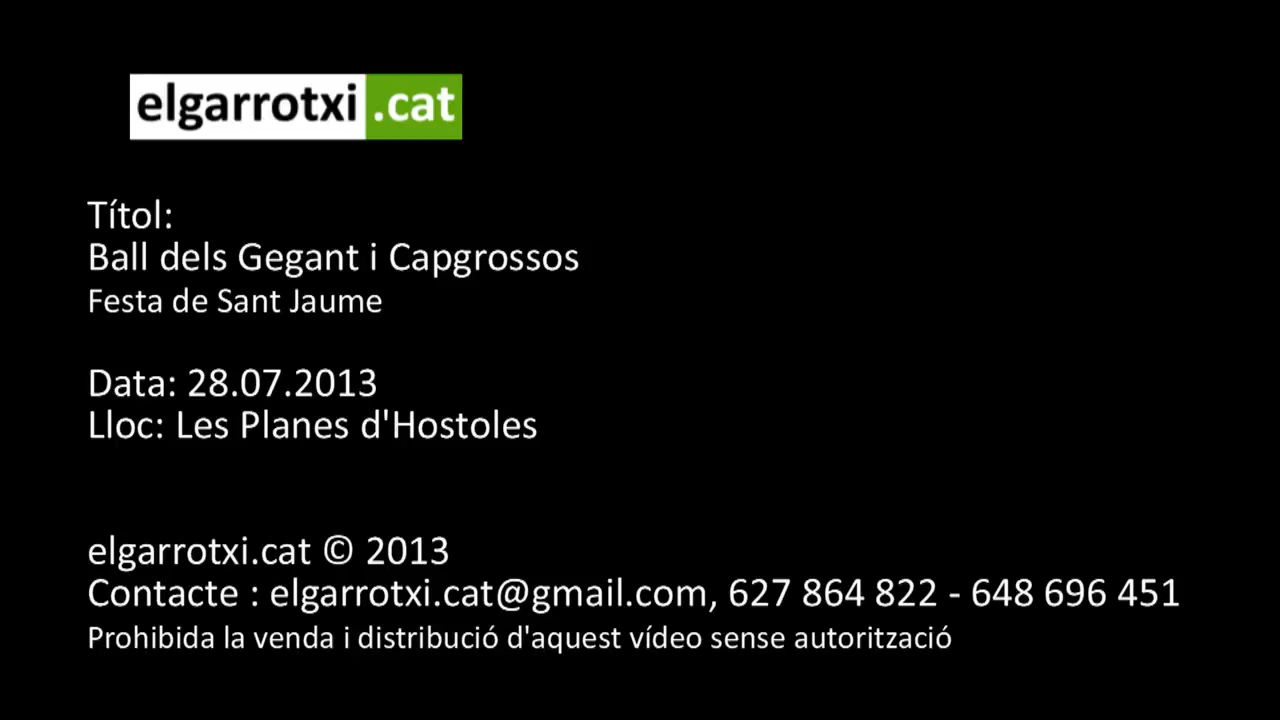 elgarrotxi .cat
Títol:
Ball dels Gegant i Capgrossos
Festa de Sant Jaume
Data: 28.07.2013
Lloc: Les Planes d'Hostoles
elgarrotxi.cat © 2013
Contacte : elgarrotxi.cat@gmail.com, 627 864 822 - 648 696 451
Prohibida la venda i distribució d'aquest vídeo sense autorització